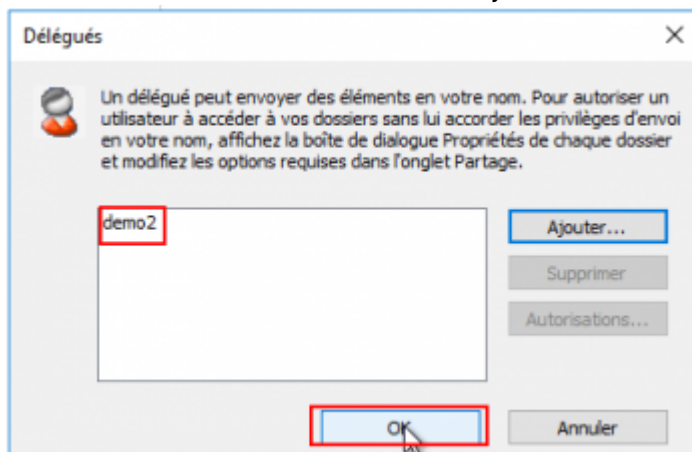 Délégués
Un délégué peut envoyer des éléments en votre nom. Pour autoriser un
utilisateur à accéder à vos dossiers sans lui accorder les privilèges d'envoi
en votre nom, affichez la boîte de dialogue Propriétés de chaque dossier
et modifiez les options requises dans l'onglet Partage.
demo2
Ajouter...
Supprimer
Autorisations...
OK
Annuler